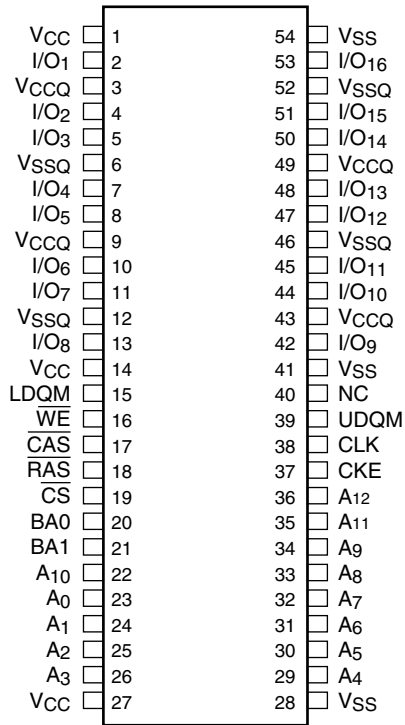 VCC 1 54 VSS
I/O1 2 53 I/O16
VCCQ 3 52 VSSQ
I/O2 4 51 I/O15
I/O3 5 50 I/O14
VSSQ 6 49 VCCQ
I/O4 7 48 I/O13
I/O5 8 47 I/O12
VCCQ 9 46 VSSQ
I/O6 10 45 I/O11
I/O7 11 44 I/O10
VSSQ 12 43 VCCQ
I/O8 13 42 I/O9
VCC 14 41 VSS
LDQM 15 40 NC
WE 16 39 UDQM
CAS 17 38 CLK
RAS 18 37 CKE
CS 19 36 A12
BA0 20 35 A11
BA1 21 34 A9
A10 22 33 A8
A0 23 32 A7
A1 24 31 A6
A2 25 30 A5
A3 26 29 A4
VCC 27 28 VSS